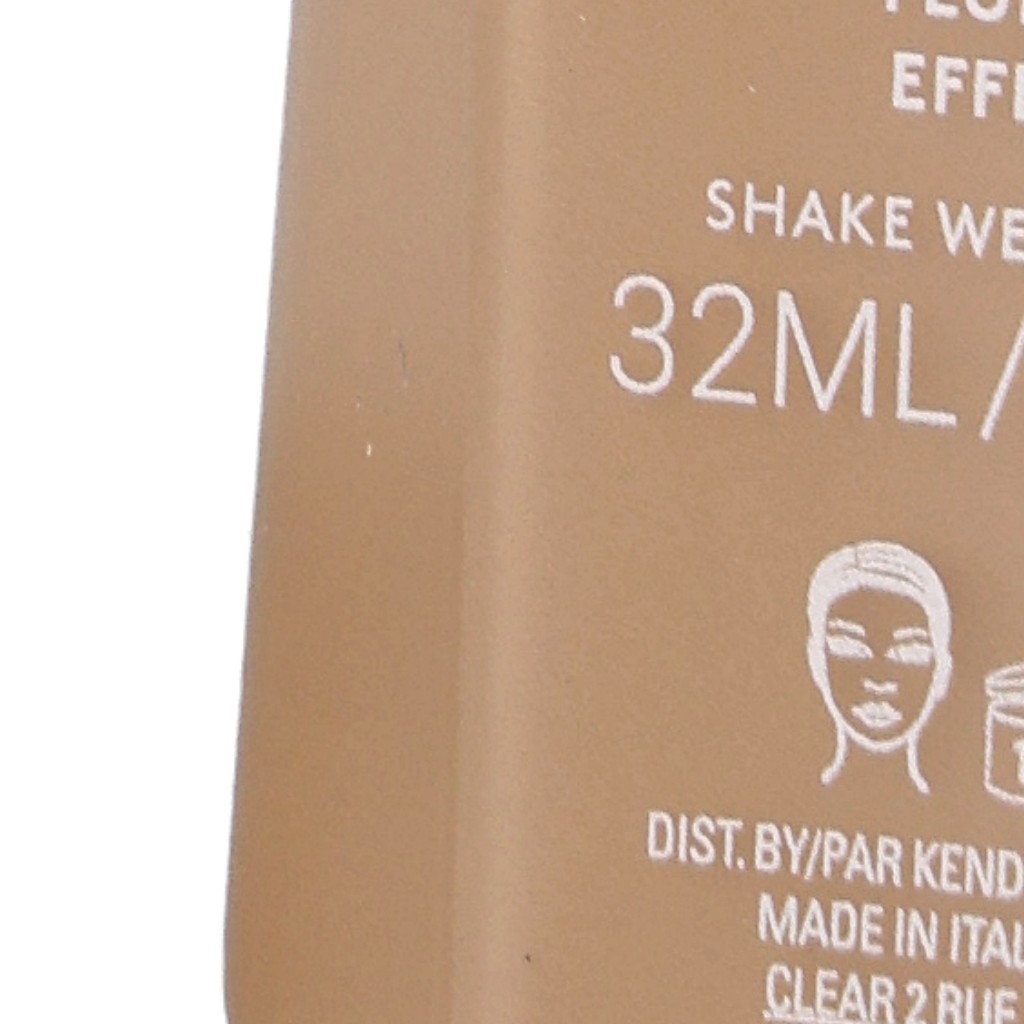 EFF
SHAKE WE
32ML /
DIST. BY/PAR KEND
MADE IN ITAL
CLEAR 2 RUE